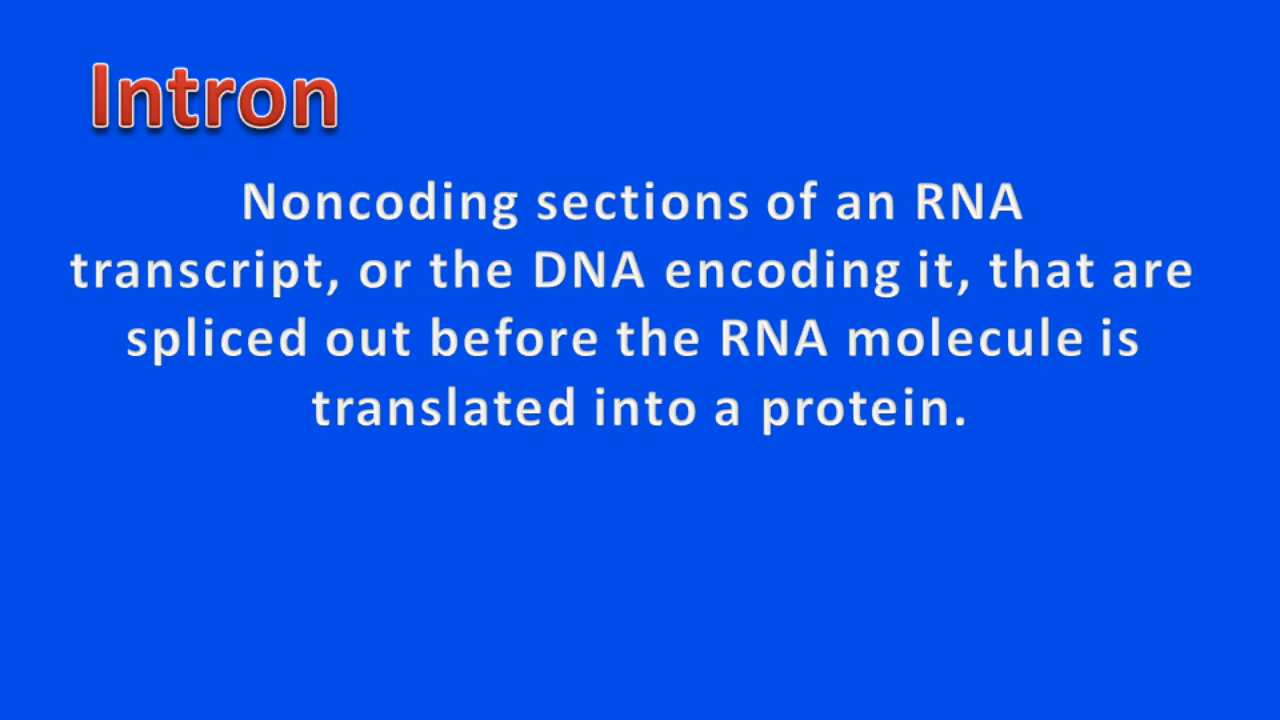 Intron
Noncoding sections of an RNA
transcript, or the DNA encoding it, that are
spliced out before the RNA molecule is
translated into a protein.